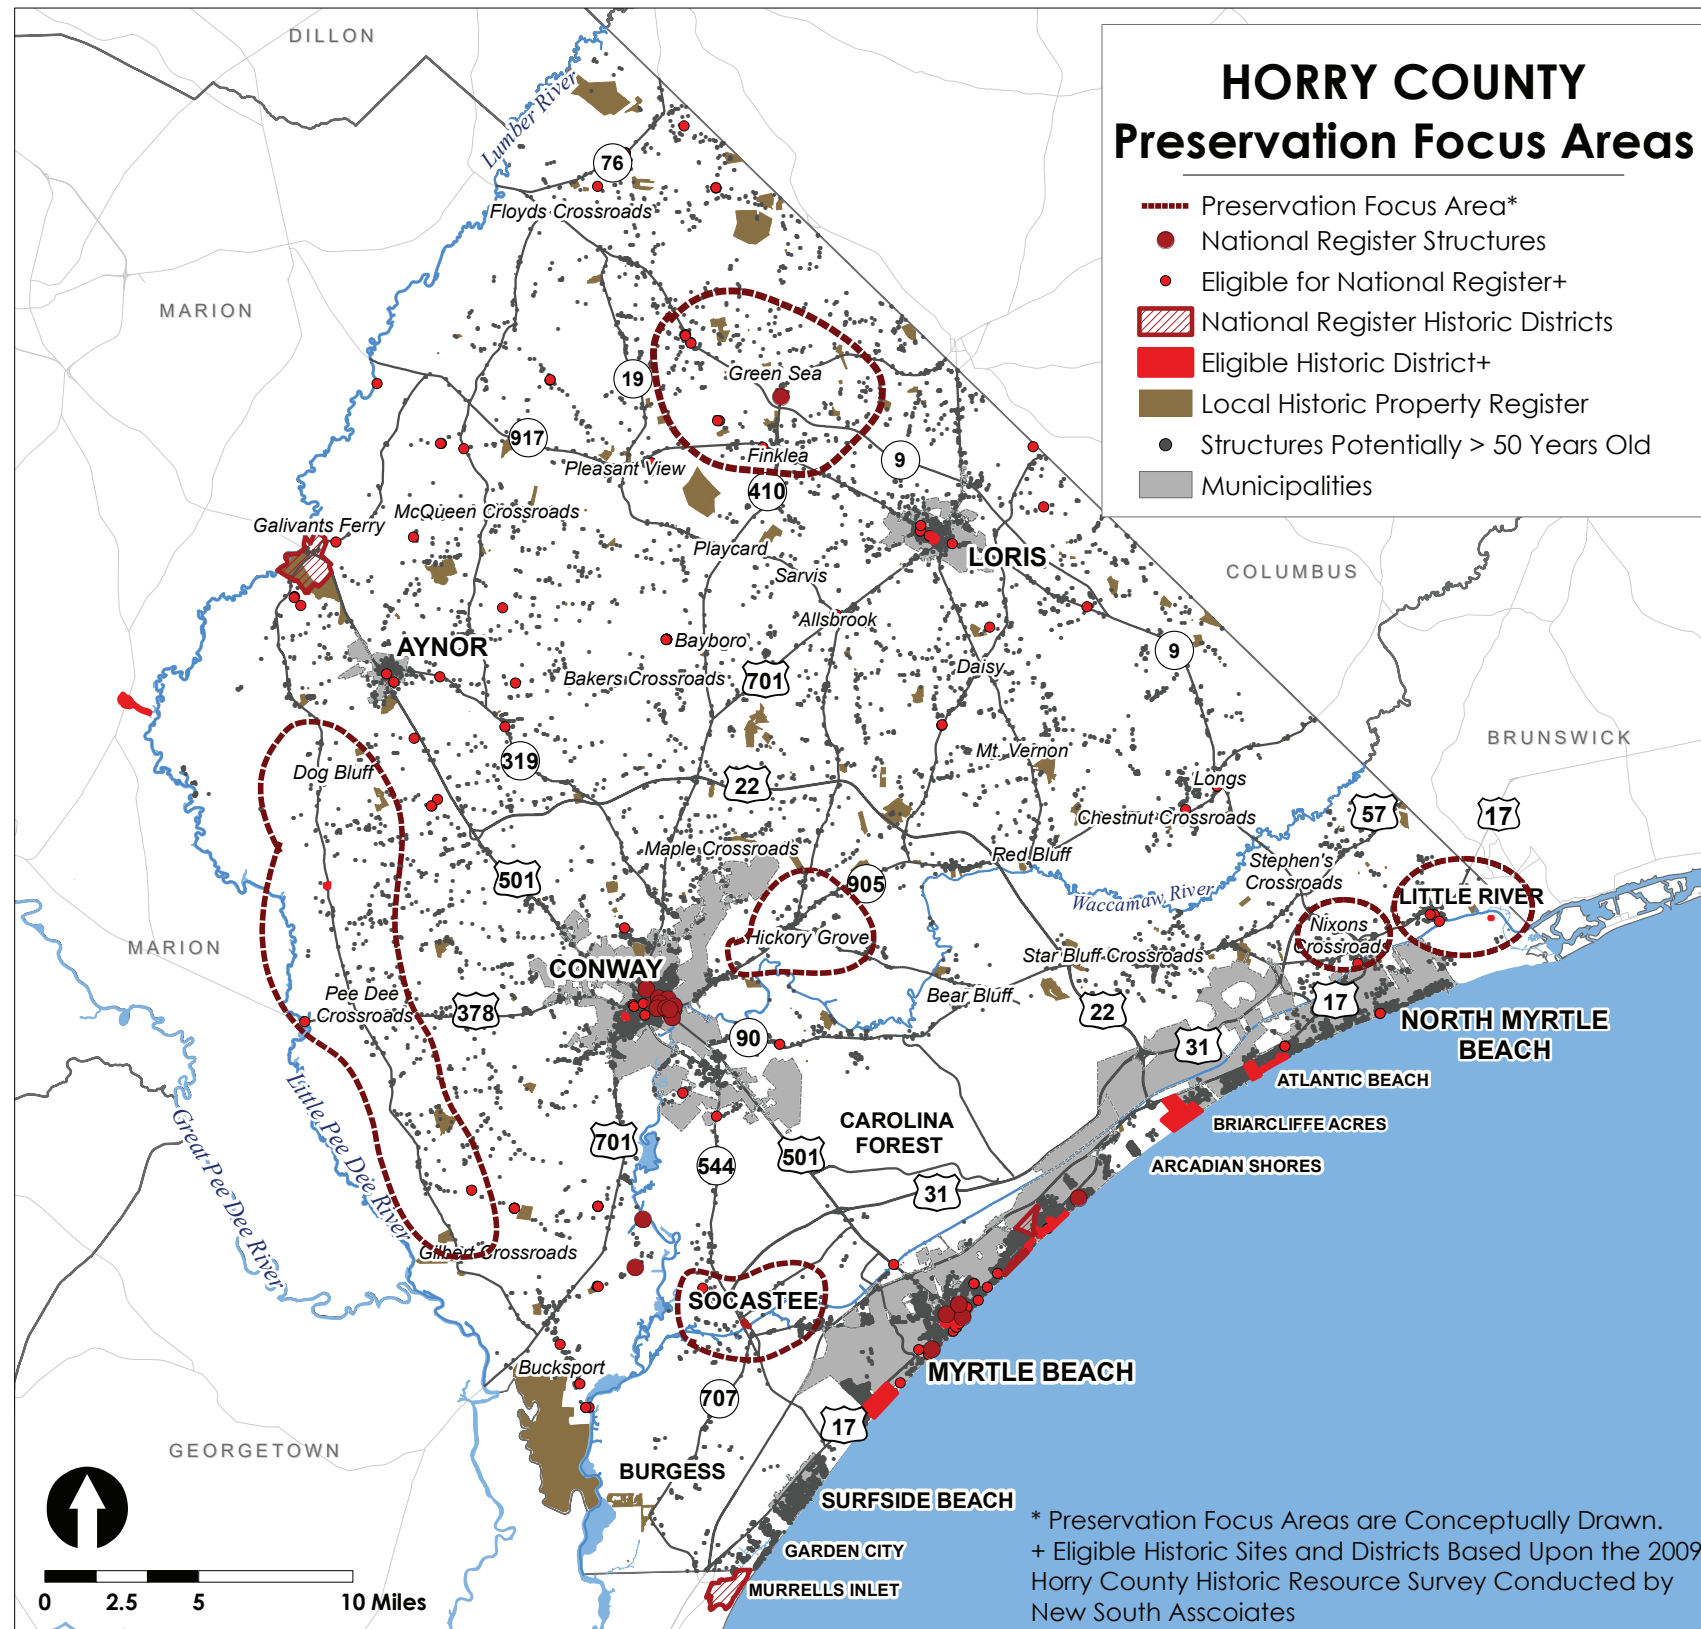 HORRY COUNTY
Preservation Focus Areas
Preservation Focus Area*
National Register Structures
Eligible for National Register+
National Register Historic Districts
Eligible Historic District+
Local Historic Property Register
Structures Potentially > 50 Years Old
Municipalities
DILLON
Lumber River
76
Floyds Crossroads
MARION
19
Green Sea
917
Pleasant View
Finklea
9
410
Galivants Ferry
McQueen Crossroads
Playcard
LORIS
Sarvis
COLUMBUS
Allsbrook
AYNOR
Bayboro
9
Bakers Crossroads
701
Daisy
BRUNSWICK
Mt. Vernon
319
Dog Bluff
22
Longs
57
17
Chestnut Crossroads
Maple Crossroads
Red Bluff
Stephen's
Crossroads
501
905
Waccamaw River
LITTLE RIVER
Nixons
Crossroad
Hickory Grove
MARION
Star Bluff Crossroads
CONWAY
Pee Dee
Crossroads
Bear Bluff
378
22
17
NORTH MYRTLE
BEACH
90
31
ATLANTIC BEACH
Little Pee Dee River
Great Pee Dee River
CAROLINA
FOREST
BRIARCLIFFE ACRES
701
501
544
ARCADIAN SHORES
31
Gilbert Crossroads
SOCASTEE
Bucksport
MYRTLE BEACH
707
17
GEORGETOWN
BURGESS
SURFSIDE BEACH
GARDEN CITY
MURRELLS INLET
0 2.5 5 10 Miles
* Preservation Focus Areas are Conceptually Drawn.
+ Eligible Historic Sites and Districts Based Upon the 2009
Horry County Historic Resource Survey Conducted by
New South Asscoiates